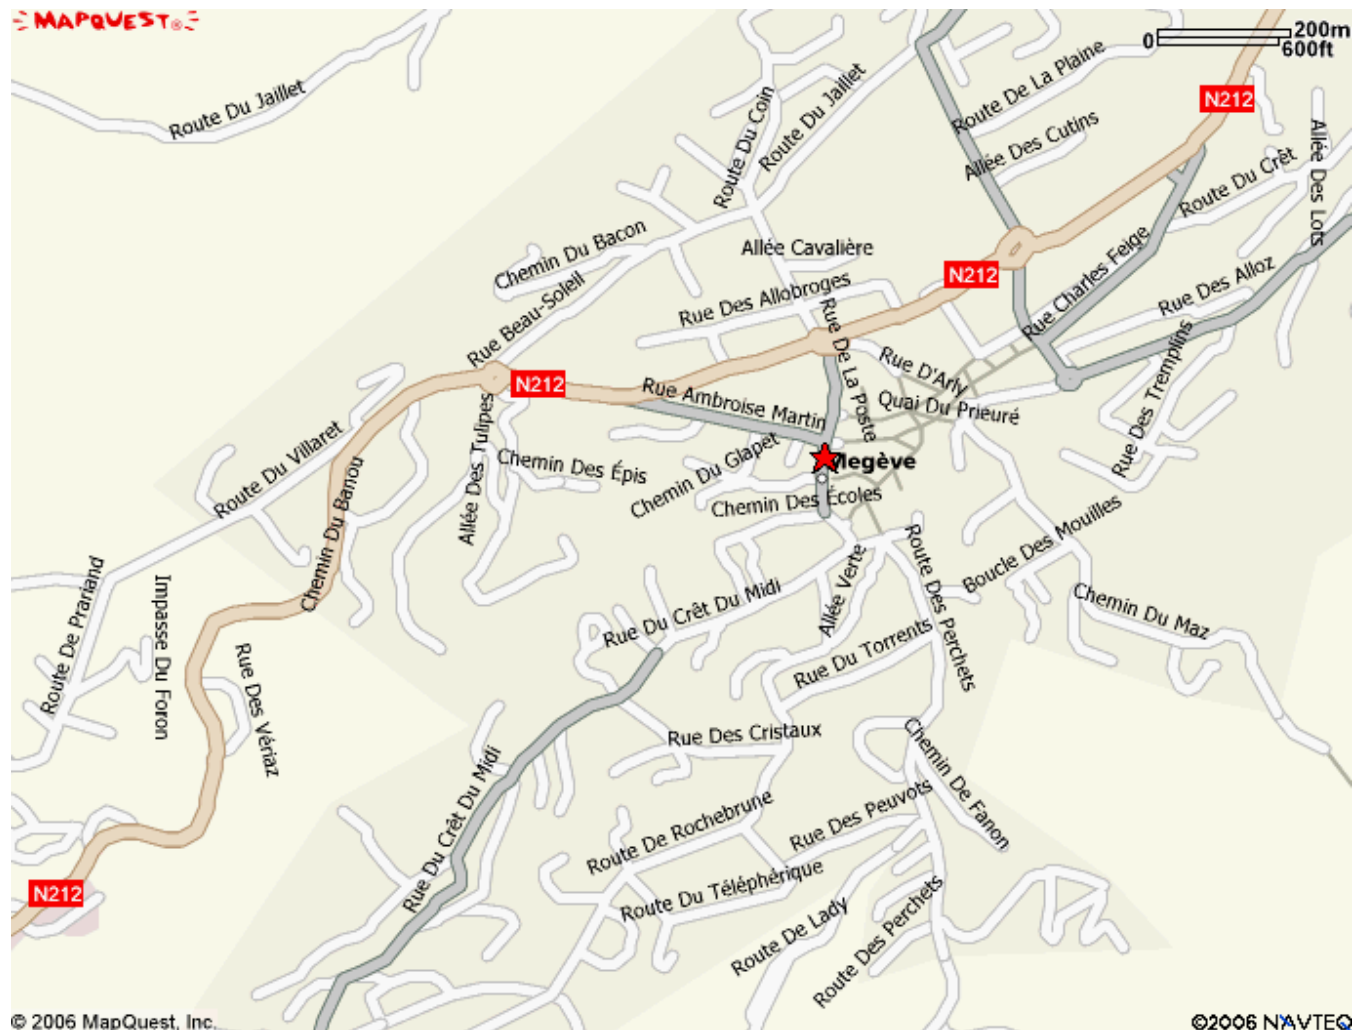 MAPQUEST®
200m
0
600ft
Route Du Jaillet
Route Du Coin
Route Du Jaillet
Route De La Plaine
N212
Allée Des Cutins
Allée Des Lots
Route Du Crêt
Chemin Du Bacon
Allée Cavalière
N212
Rue Charles Feige
Rue Beau-Soleil
Rue Des Allobroges
Rue Des Alloz
Rue De La Poste
Rue D'Arly
Rue Des Tremplins
N212
Rue Ambroise Martin
Quai Du Prieuré
Route Du Villaret
Allée Des Tulipes
Chemin Des Épis
Chemin Du Glapet
Megève
Chemin Du Banou
Chemin Des Écoles
Boucle Des Mouilles
Route De Prariand
Impasse Du Foron
Rue Du Crêt Du Midi
Allée Verte
Route Des Perchets
Chemin Du Maz
Rue Des Vériaz
Rue Du Torrents
Rue Des Cristaux
Chemin De Fanon
Rue Du Crêt Du Midi
Route De Rochebrune
Rue Des Peuvots
N212
Route Du Téléphérique
Route De Lady
Route Des Perchets
© 2006 MapQuest, Inc.
©2006 NAVTEQ